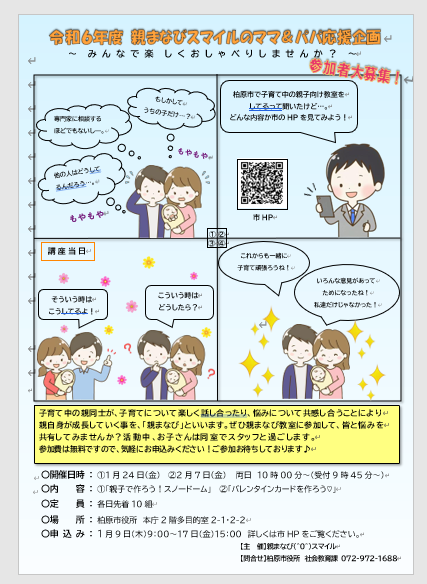 令和６年度 親まなびスマイルのママ＆パパ応援企画
～ みんなで楽しくおしゃべりしませんか？ ～
参加者大募集！
もしかして
うちの子だけ…？
専門家に相談する
ほどでもないし…。
もやもや
他の人はどうして
るんだろう…。
もやもや
柏原市で子育て中の親子向け教室を
してるって聞いたけど…。
どんな内容か市のHPを見てみよう！
市HP
①②
③④
講座当日
そういう時は
こうしてるよ！
こういう時は
どうしたら？
これからも一緒に
子育て頑張ろうね！
いろんな意見があって
ためになったね！
私達だけじゃなかった！
子育て中の親同士が、子育てについて楽しく話し合ったり、悩みについて共感し合うことにより
親自身が成長していく事を、「親まなび」といいます。ぜひ親まなび教室に参加して、皆と悩みを
共有してみませんか？活動中、お子さんは同室でスタッフと過ごします。
参加費は無料ですので、気軽にお申込みください！ご参加お待ちしております♪
〇開催日時：①１月２４日(金) ②２月７日(金) 両日 １０時００分～(受付９時４５分～)
〇内 容：①「親子で作ろう！スノードーム」 ②「バレンタインカードを作ろう♡」
〇定 員：各日先着１０組
〇場 所：柏原市役所 本庁２階多目的室２-１・２-２
〇申込み：１月９日(木)９：００～１７日(金)１５：００ 詳しくは市HPをご覧ください。
【主 催】親まなび(^0^)スマイル
【問合せ】柏原市役所 社会教育課 072-972-1688